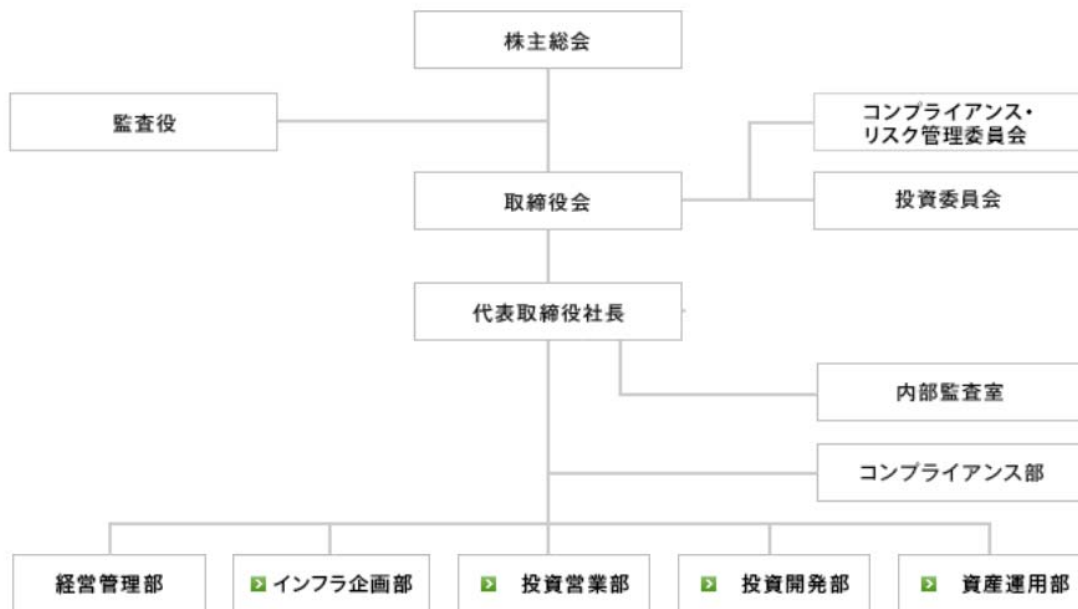 株主総会
監査役
コンプライアンス・
リスク管理委員会
取締役会
投資委員会
代表取締役社長
内部監査室
コンプライアンス部
経営管理部
インフラ企画部
投資営業部
投資開発部
資産運用部